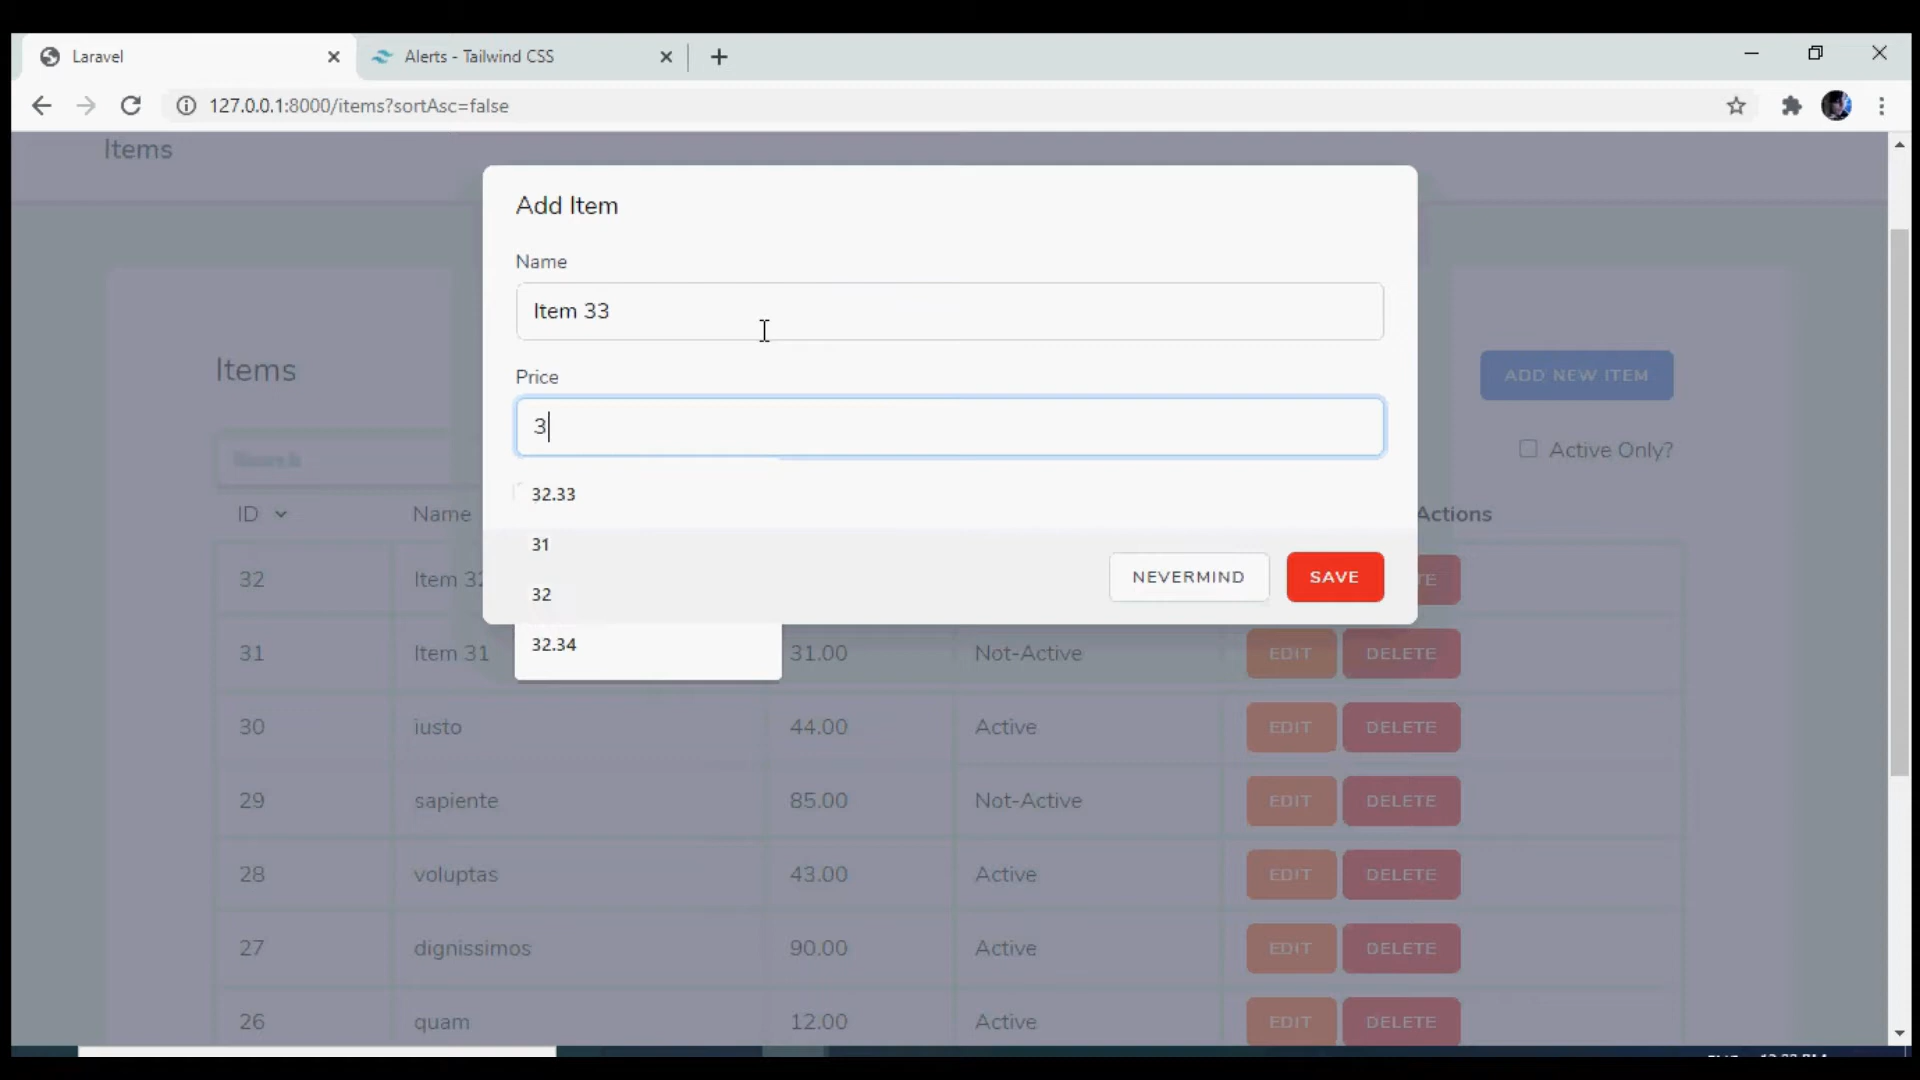 Laravel
Alerts - Tailwind CSS
127.0.0.1:8000/items?sortAsc=false
Items
Add Item
Name
Item 33
Price
3
32.33
31
32
32.34
NEVERMIND
SAVE
Items
ADD NEW ITEM
Active Only?
ID Name Actions
32 Item 32
31 Item 31 31.00 Not-Active EDIT DELETE
30 iusto 44.00 Active EDIT DELETE
29 sapiente 85.00 Not-Active EDIT DELETE
28 voluptas 43.00 Active EDIT DELETE
27 dignissimos 90.00 Active EDIT DELETE
26 quam 12.00 Active EDIT DELETE